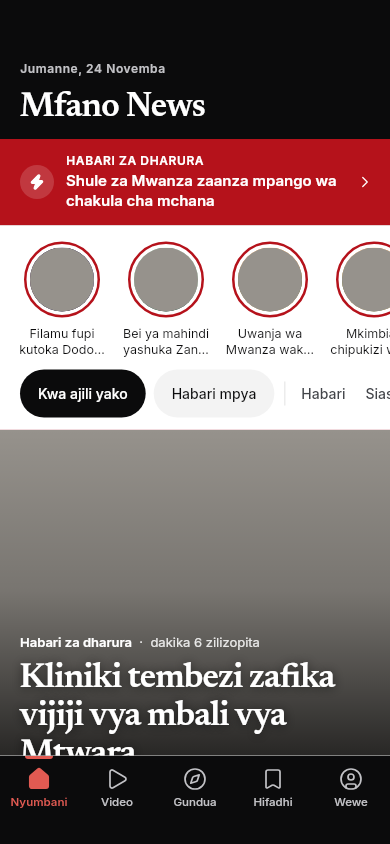 Jumanne, 24 Novemba
Mfano News
HABARI ZA DHARURA
Shule za Mwanza zaanza mpango wa
chakula cha mchana
Filamu fupi
kutoka Dodo...
Bei ya mahindi
yashuka Zan...
Uwanja wa
Mwanza wak...
chipukizi
Kwa ajili yako
Habari mpya
Habari
Habari za dharura · dakika 6 zilizopita
Kliniki tembezi zafika
vijiji vya mbali vya
Mtwara
Nyumbani
Video
Gundua
Hifadhi
Wewe